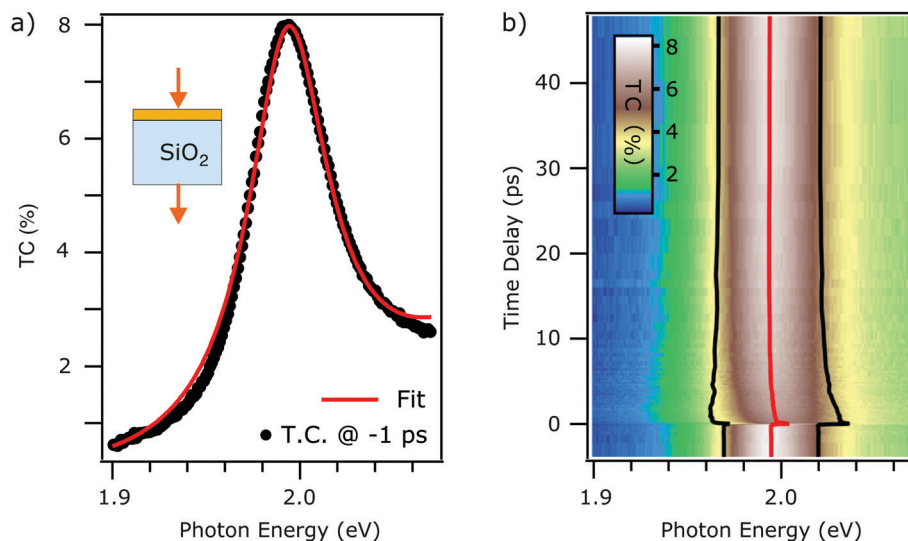 a)
8
6
4
2
TC (%)
SiO2
Fit
T.C. @ -1 ps
1.9
2.0
Photon Energy (eV)
b)
8
6
4
2
TC (%)
40
30
20
10
0
Time Delay (ps)
1.9
2.0
Photon Energy (eV)